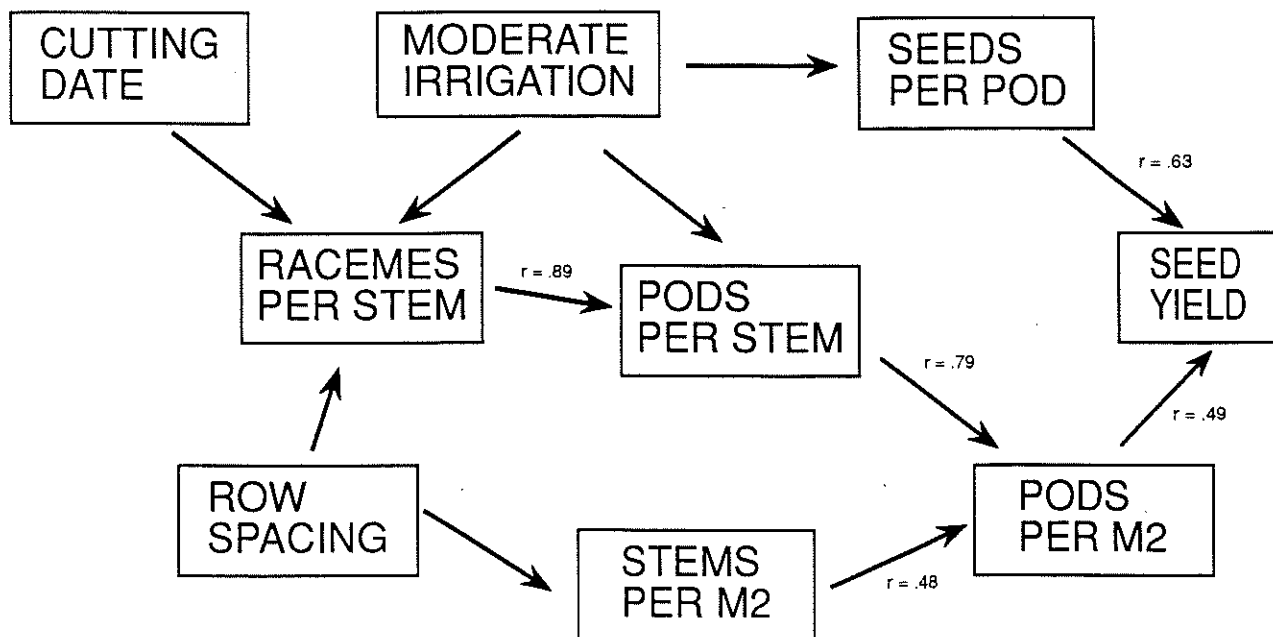 CUTTING
DATE
MODERATE
IRRIGATION
SEEDS
PER POD
r = .63
RACEMES
PER STEM
r = .89
PODS
PER STEM
SEED
YIELD
r = .79
r = .49
ROW
SPACING
STEMS
PER M2
r = .48
PODS
PER M2